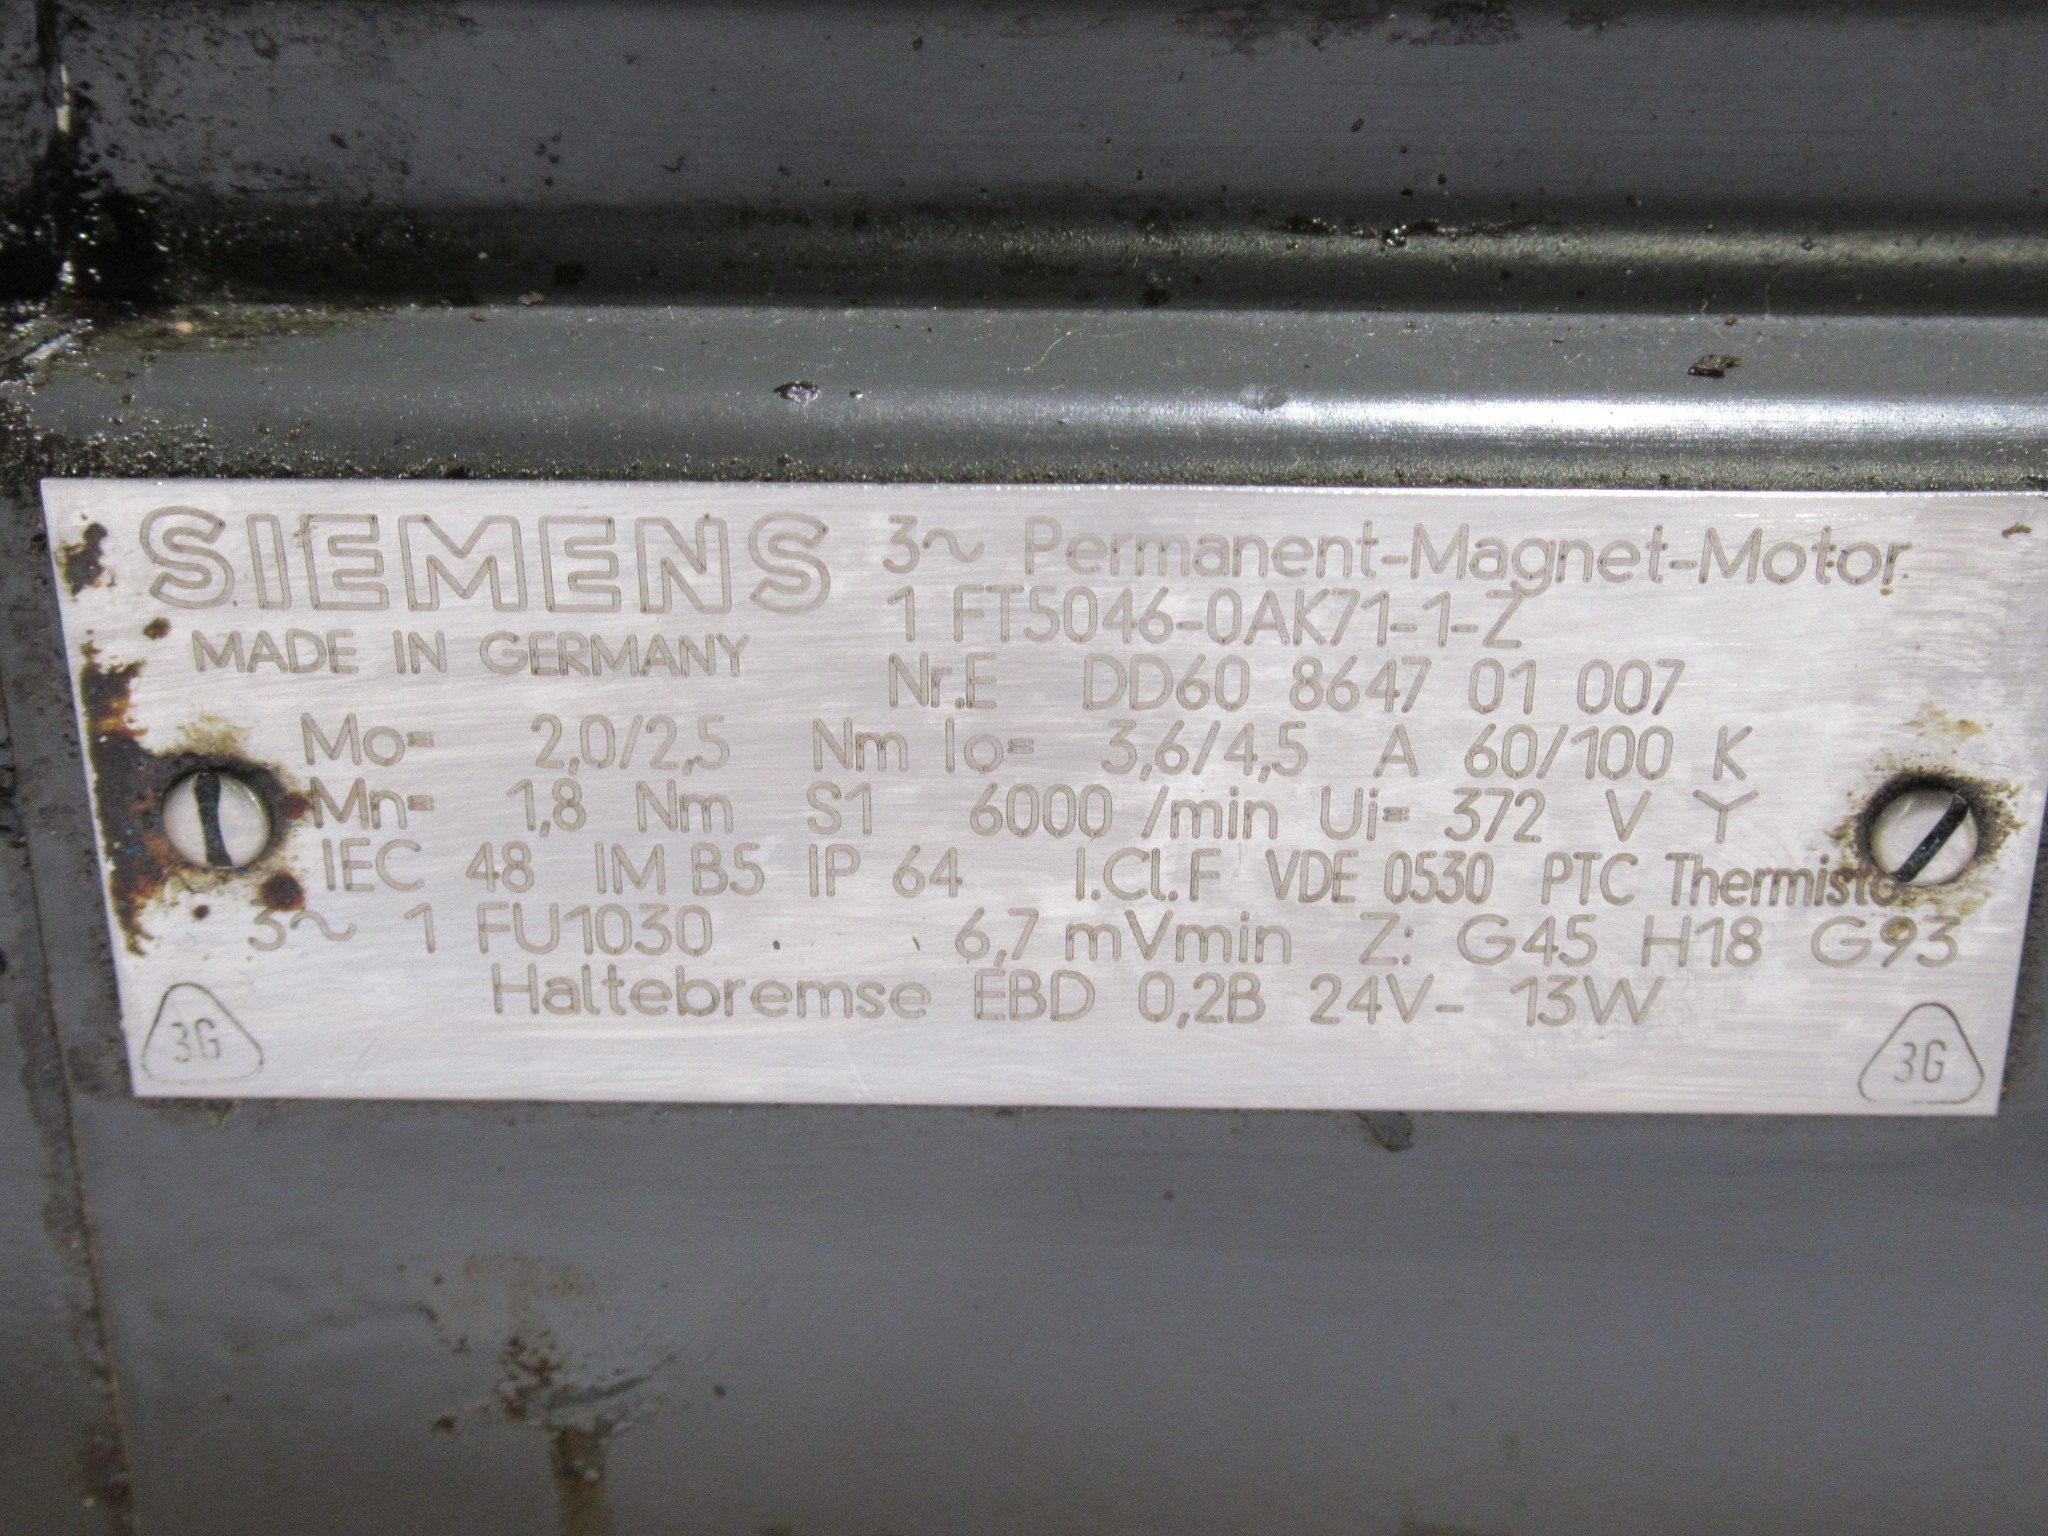 SIEMENS 3~ Permanent-Magnet-Motor
1 FT5046-0AK71-1-Z
MADE IN GERMANY
Nr.E DD60 8647 01 007
Mo= 2,0/2,5 Nm Io= 3,6/4,5 A 60/100 K
Mn= 1,8 Nm S1 6000 /min Ui= 372 V Y
IEC 48 IM B5 IP 64 I.Cl.F VDE 0530 PTC Thermistor
3~ 1 FU1030 6,7 mVmin Z: G45 H18 G93
Haltebremse EBD 0,2B 24V- 13W
3G 3G